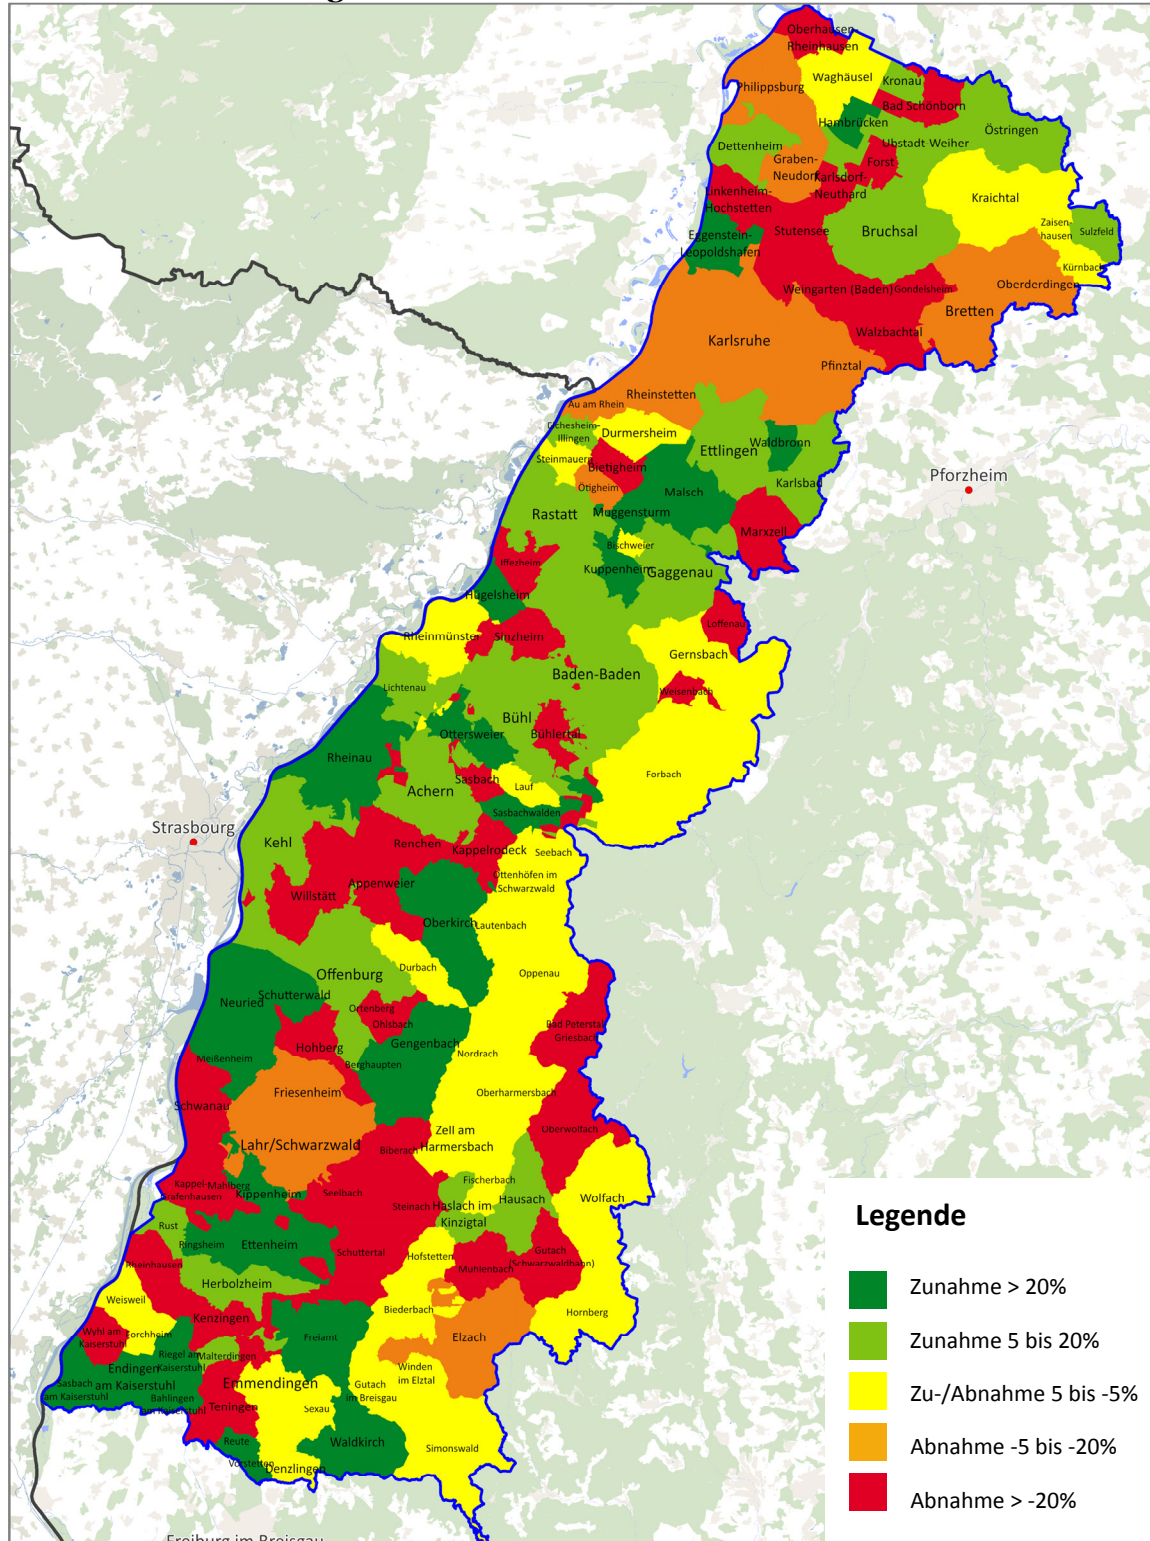 Oberhausen-
Rheinhausen
Waghäusel
Kronau
Philippsburg
Bad Schönborn
Hambrücken
Östringen
Dettenheim
Ubstadt-Weiher
Graben-
Neudorf
Forst
Karlsdorf-
Neuthard
Linkenheim-
Hochstetten
Kraichtal
Stutensee
Bruchsal
Zaisen-
hausen
Sulzfeld
Eggenstein-
Leopoldshafen
Kürnbach
Weingarten (Baden)
Gondelsheim
Oberderdingen
Bretten
Walzbachtal
Karlsruhe
Pfinztal
Rheinstetten
Au am Rhein
Elchesheim-
Illingen
Durmersheim
Waldbronn
Ettlingen
Steinmauern
Bietigheim
Ötigheim
Malsch
Karlsbad
Pforzheim
Rastatt
Muggensturm
Marxzell
Bischweier
Iffezheim
Kuppenheim
Gaggenau
Hügelsheim
Loffenau
Rheinmünster
Sinzheim
Gernsbach
Baden-Baden
Lichtenau
Weisenbach
Bühl
Ottersweier
Bühlertal
Rheinau
Forbach
Sasbach
Lauf
Achern
Sasbachwalden
Strasbourg
Kehl
Renchen
Kappelrodeck
Seebach
Ottenhöfen im
Schwarzwald
Appenweier
Willstätt
Oberkirch
Lautenbach
Durbach
Offenburg
Oppenau
Schutterwald
Neuried
Ortenberg
Ohlsbach
Bad Peterstal-
Griesbach
Hohberg
Gengenbach
Nordrach
Meißenheim
Berghaupten
Friesenheim
Oberharmersbach
Schwanau
Zell am
Harmersbach
Oberwolfach
Lahr/Schwarzwald
Biberach
Fischerbach
Kappel-
Grafenhausen
Mahlberg
Kippenheim
Seelbach
Hausach
Wolfach
Steinach
Haslach im
Kinzigtal
Rust
Ringsheim
Ettenheim
Schuttertal
Hofstetten
Gutach
(Schwarzwaldbahn)
Rheinhausen
Mühlenbach
Herbolzheim
Weisweil
Biederbach
Hornberg
Kenzingen
Wyhl am
Kaiserstuhl
Forchheim
Freiamt
Elzach
Riegel am
Kaiserstuhl
Malterdingen
Endingen
am Kaiserstuhl
Winden
im Elztal
Sasbach
am Kaiserstuhl
Emmendingen
Gutach
im Breisgau
Bahlingen
am Kaiserstuhl
Teningen
Sexau
Reute
Waldkirch
Simonswald
Vörstetten
Denzlingen
Freiburg im Breisgau
Legende
Zunahme > 20%
Zunahme 5 bis 20%
Zu-/Abnahme 5 bis -5%
Abnahme -5 bis -20%
Abnahme > -20%